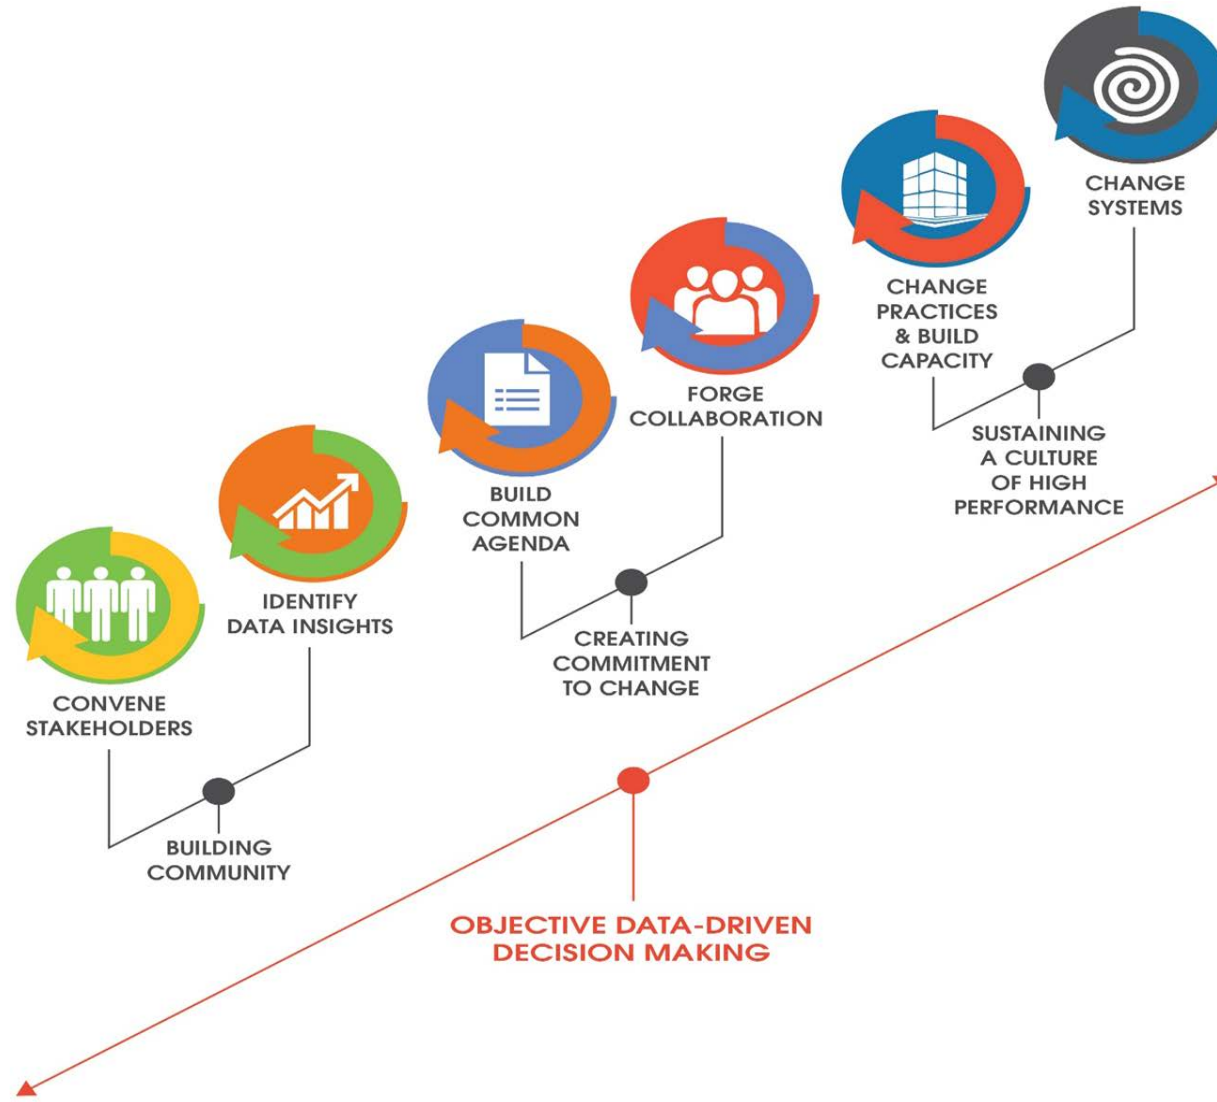 CONVENE
STAKEHOLDERS
IDENTIFY
DATA INSIGHTS
BUILDING
COMMUNITY
BUILD
COMMON
AGENDA
FORGE
COLLABORATION
CREATING
COMMITMENT
TO CHANGE
CHANGE
PRACTICES
& BUILD
CAPACITY
CHANGE
SYSTEMS
SUSTAINING
A CULTURE
OF HIGH
PERFORMANCE
OBJECTIVE DATA-DRIVEN
DECISION MAKING